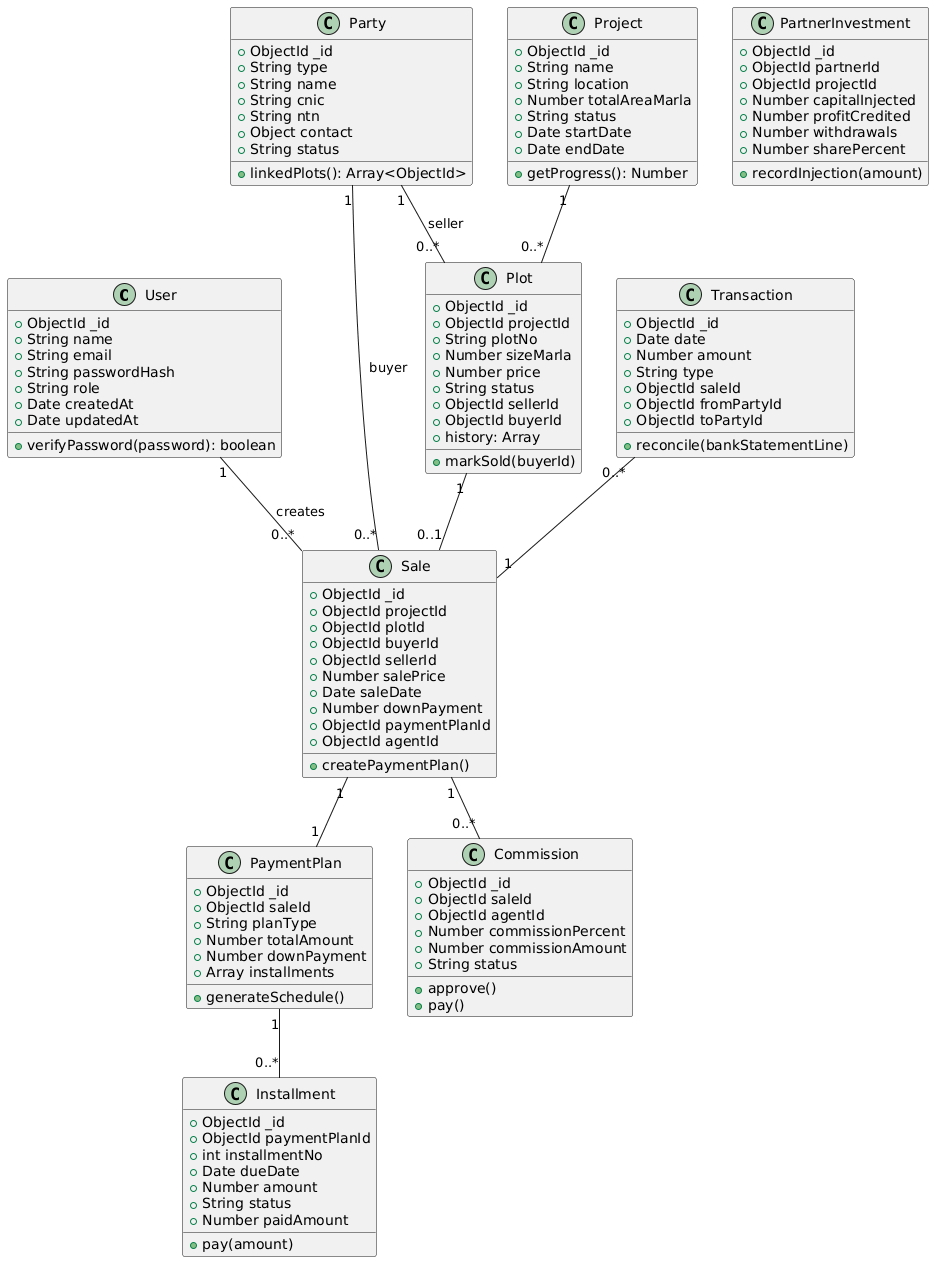 C Party
ObjectId _id
String type
String name
String cnic
String ntn
Object contact
String status
linkedPlots(): Array<ObjectId>
C Project
ObjectId _id
String name
String location
Number totalAreaMarla
String status
Date startDate
Date endDate
getProgress(): Number
C PartnerInvestment
ObjectId _id
ObjectId partnerId
ObjectId projectId
Number capitalInjected
Number profitCredited
Number withdrawals
Number sharePercent
recordInjection(amount)
1
1
1
seller
0..*
0..*
C User
ObjectId _id
String name
String email
String passwordHash
String role
Date createdAt
Date updatedAt
verifyPassword(password): boolean
buyer
C Plot
ObjectId _id
ObjectId projectId
String plotNo
Number sizeMarla
Number price
String status
ObjectId sellerId
ObjectId buyerId
history: Array
markSold(buyerId)
C Transaction
ObjectId _id
Date date
Number amount
String type
ObjectId saleId
ObjectId fromPartyId
ObjectId toPartyId
reconcile(bankStatementLine)
1
1
0..*
creates
0..*
0..*
0..1
1
C Sale
ObjectId _id
ObjectId projectId
ObjectId plotId
ObjectId buyerId
ObjectId sellerId
Number salePrice
Date saleDate
Number downPayment
ObjectId paymentPlanId
ObjectId agentId
createPaymentPlan()
1
1
1
0..*
C PaymentPlan
ObjectId _id
ObjectId saleId
String planType
Number totalAmount
Number downPayment
Array installments
generateSchedule()
C Commission
ObjectId _id
ObjectId saleId
ObjectId agentId
Number commissionPercent
Number commissionAmount
String status
approve()
pay()
1
0..*
C Installment
ObjectId _id
ObjectId paymentPlanId
int installmentNo
Date dueDate
Number amount
String status
Number paidAmount
pay(amount)